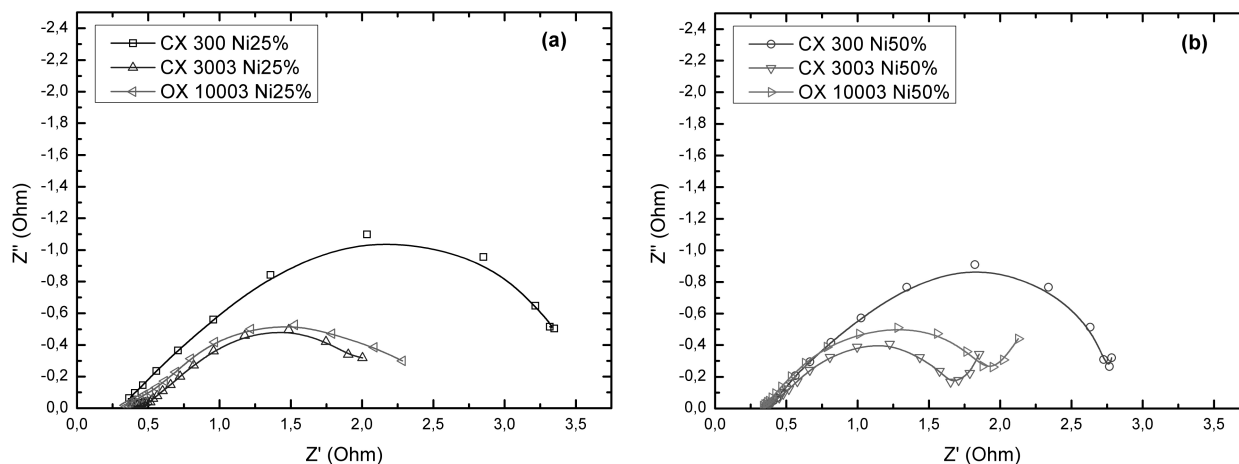 -2,4
-2,2
-2,0
-1,8
-1,6
-1,4
-1,2
-1,0
-0,8
-0,6
-0,4
-0,2
0,0
Z'' (Ohm)
CX 300 Ni25%
CX 3003 Ni25%
OX 10003 Ni25%
(a)
0,0 0,5 1,0 1,5 2,0 2,5 3,0 3,5
Z' (Ohm)
-2,4
-2,2
-2,0
-1,8
-1,6
-1,4
-1,2
-1,0
-0,8
-0,6
-0,4
-0,2
0,0
Z'' (Ohm)
CX 300 Ni50%
CX 3003 Ni50%
OX 10003 Ni50%
(b)
0,0 0,5 1,0 1,5 2,0 2,5 3,0 3,5
Z' (Ohm)